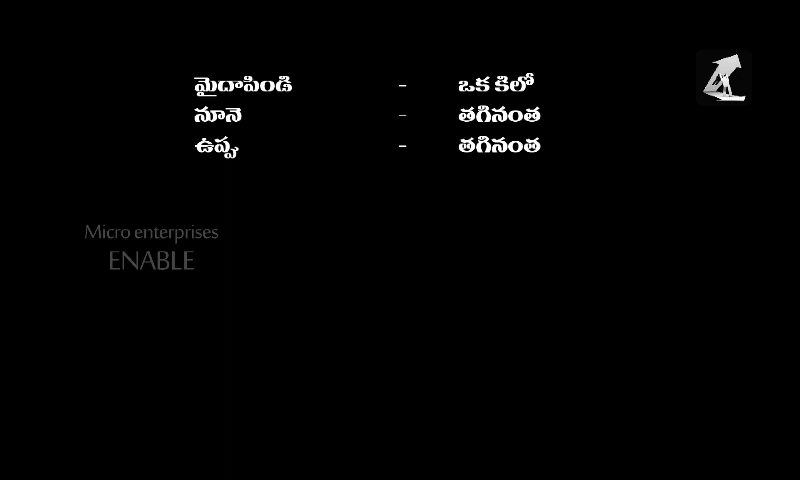 మైదాపిండి - ఒక కిలో
నూనె - తగినంత
ఉప్పు - తగినంత
Micro enterprises
ENABLE